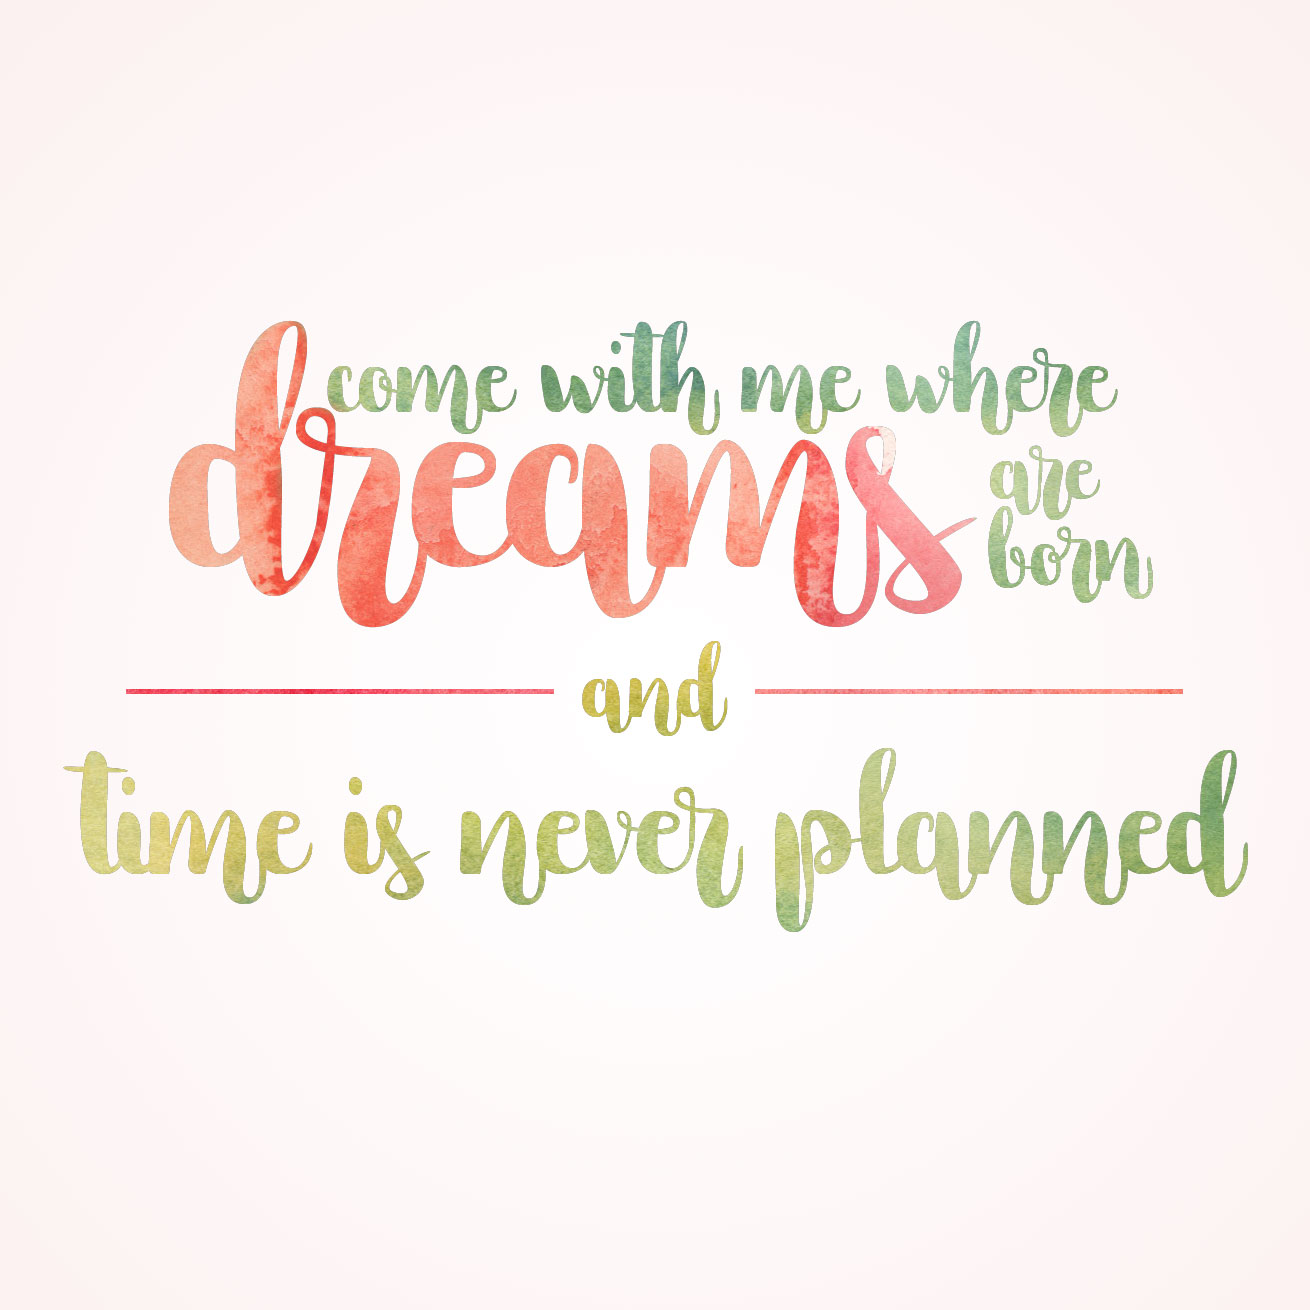 come with me where
dreams are
born
and
time is never planned